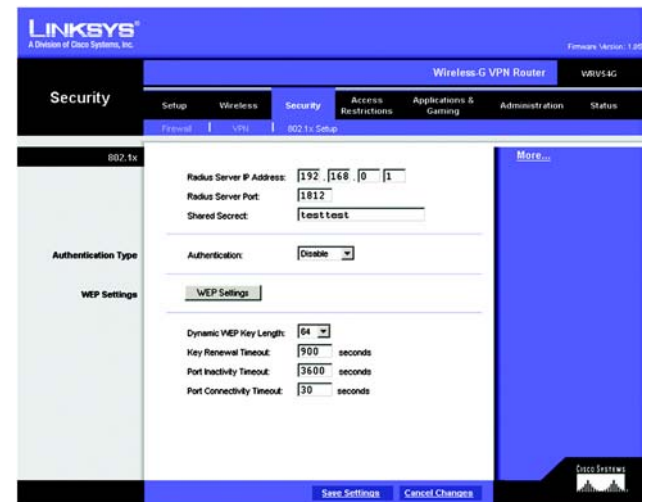 LINKSYS®
A Division of Cisco Systems, Inc.
Firmware Version: 1.05
Wireless-G VPN Router WRV54G
Security
Setup Wireless Security Access Restrictions Applications & Gaming Administration Status
Firewall | VPN | 802.1x Setup
802.1x
More...
Radius Server IP Address: 192 . 168 . 0 1
Radius Server Port: 1812
Shared Secrect: testtest
Authentication Type
Authentication: Disable
WEP Settings
WEP Settings
Dynamic WEP Key Length: 64
Key Renewal Timeout: 900 seconds
Port Inactivity Timeout: 3600 seconds
Port Connectivity Timeout: 30 seconds
Save Settings Cancel Changes
CISCO SYSTEMS